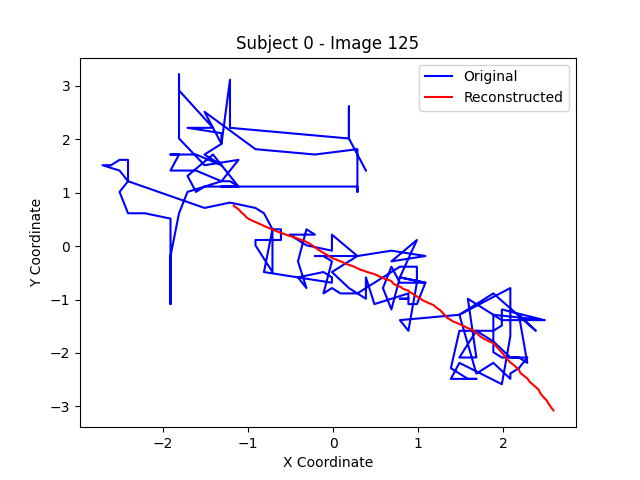 Subject 0 - Image 125
Original
Reconstructed
3
2
1
0
−1
−2
−3
Y Coordinate
−2
−1
0
1
2
X Coordinate